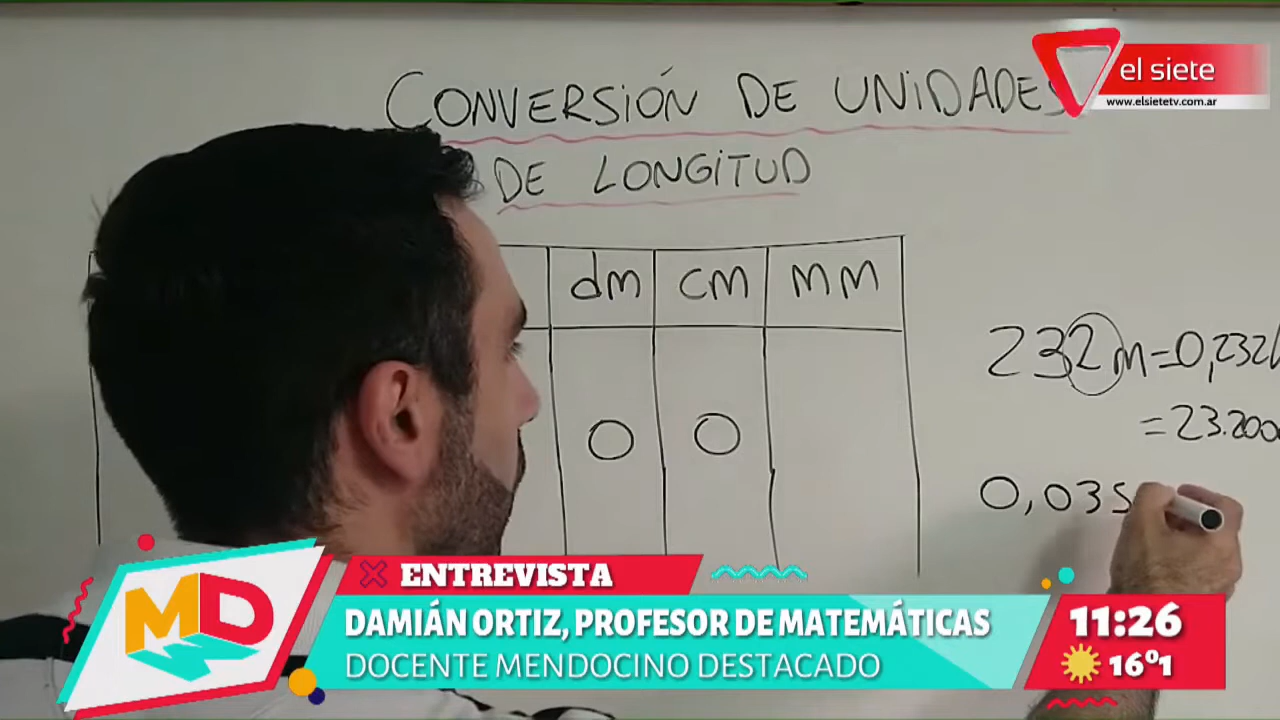 el siete
www.elsietetv.com.ar
CONVERSIÓN DE UNIDADES
DE LONGITUD
dm cm mm
0 0
232m=0,232
=23.200
0,035
MD
ENTREVISTA
DAMIÁN ORTIZ, PROFESOR DE MATEMÁTICAS
DOCENTE MENDOCINO DESTACADO
11:26
16º1